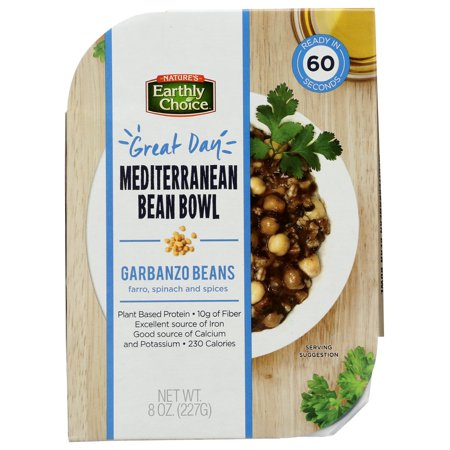 NATURE'S
Earthly
Choice
READY IN
60
SECONDS
Great Day
MEDITERRANEAN
BEAN BOWL
GARBANZO BEANS
farro, spinach and spices
Plant Based Protein • 10g of Fiber
Excellent source of Iron
Good source of Calcium
and Potassium • 230 Calories
SERVING
SUGGESTION
NET WT.
8 OZ. (227G)